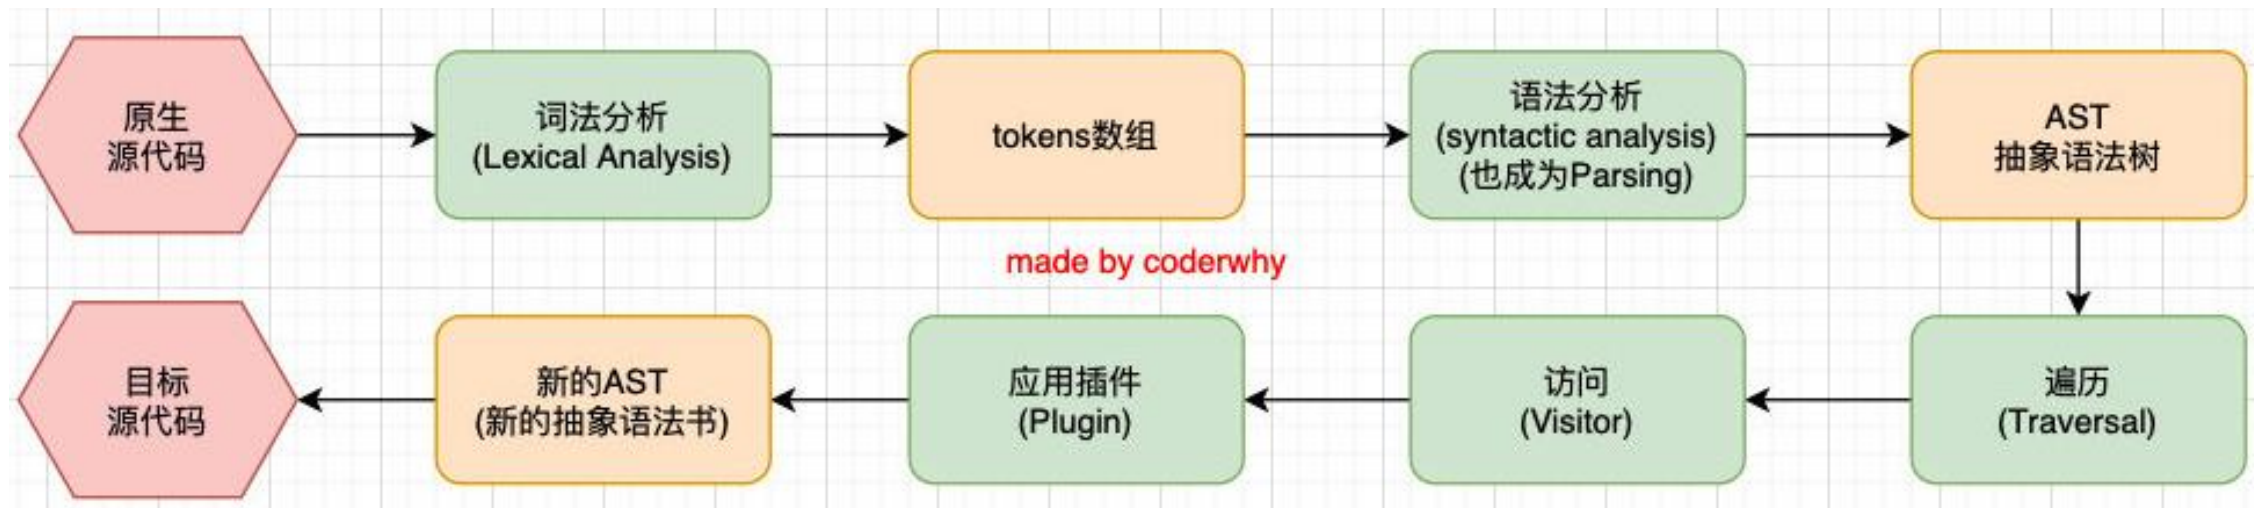 原生
源代码
词法分析
(Lexical Analysis)
tokens数组
语法分析
(syntactic analysis)
(也成为Parsing)
AST
抽象语法树
made by coderwhy
目标
源代码
新的AST
(新的抽象语法书)
应用插件
(Plugin)
访问
(Visitor)
遍历
(Traversal)